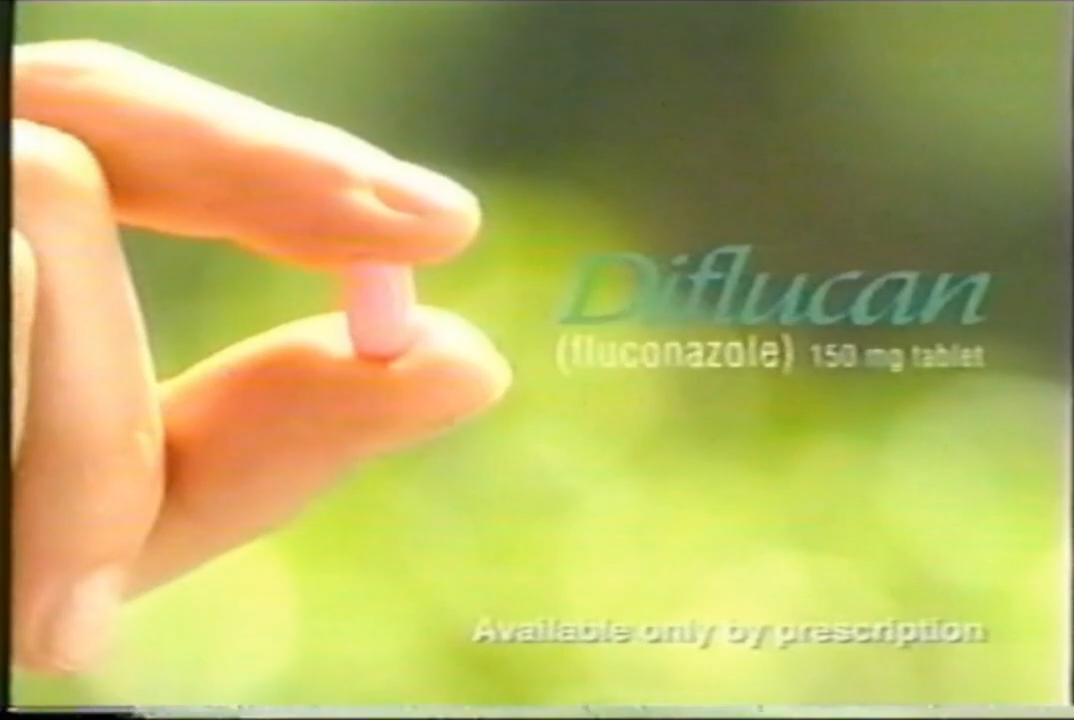 Diflucan
(fluconazole) 150 mg tablet
Available only by prescription